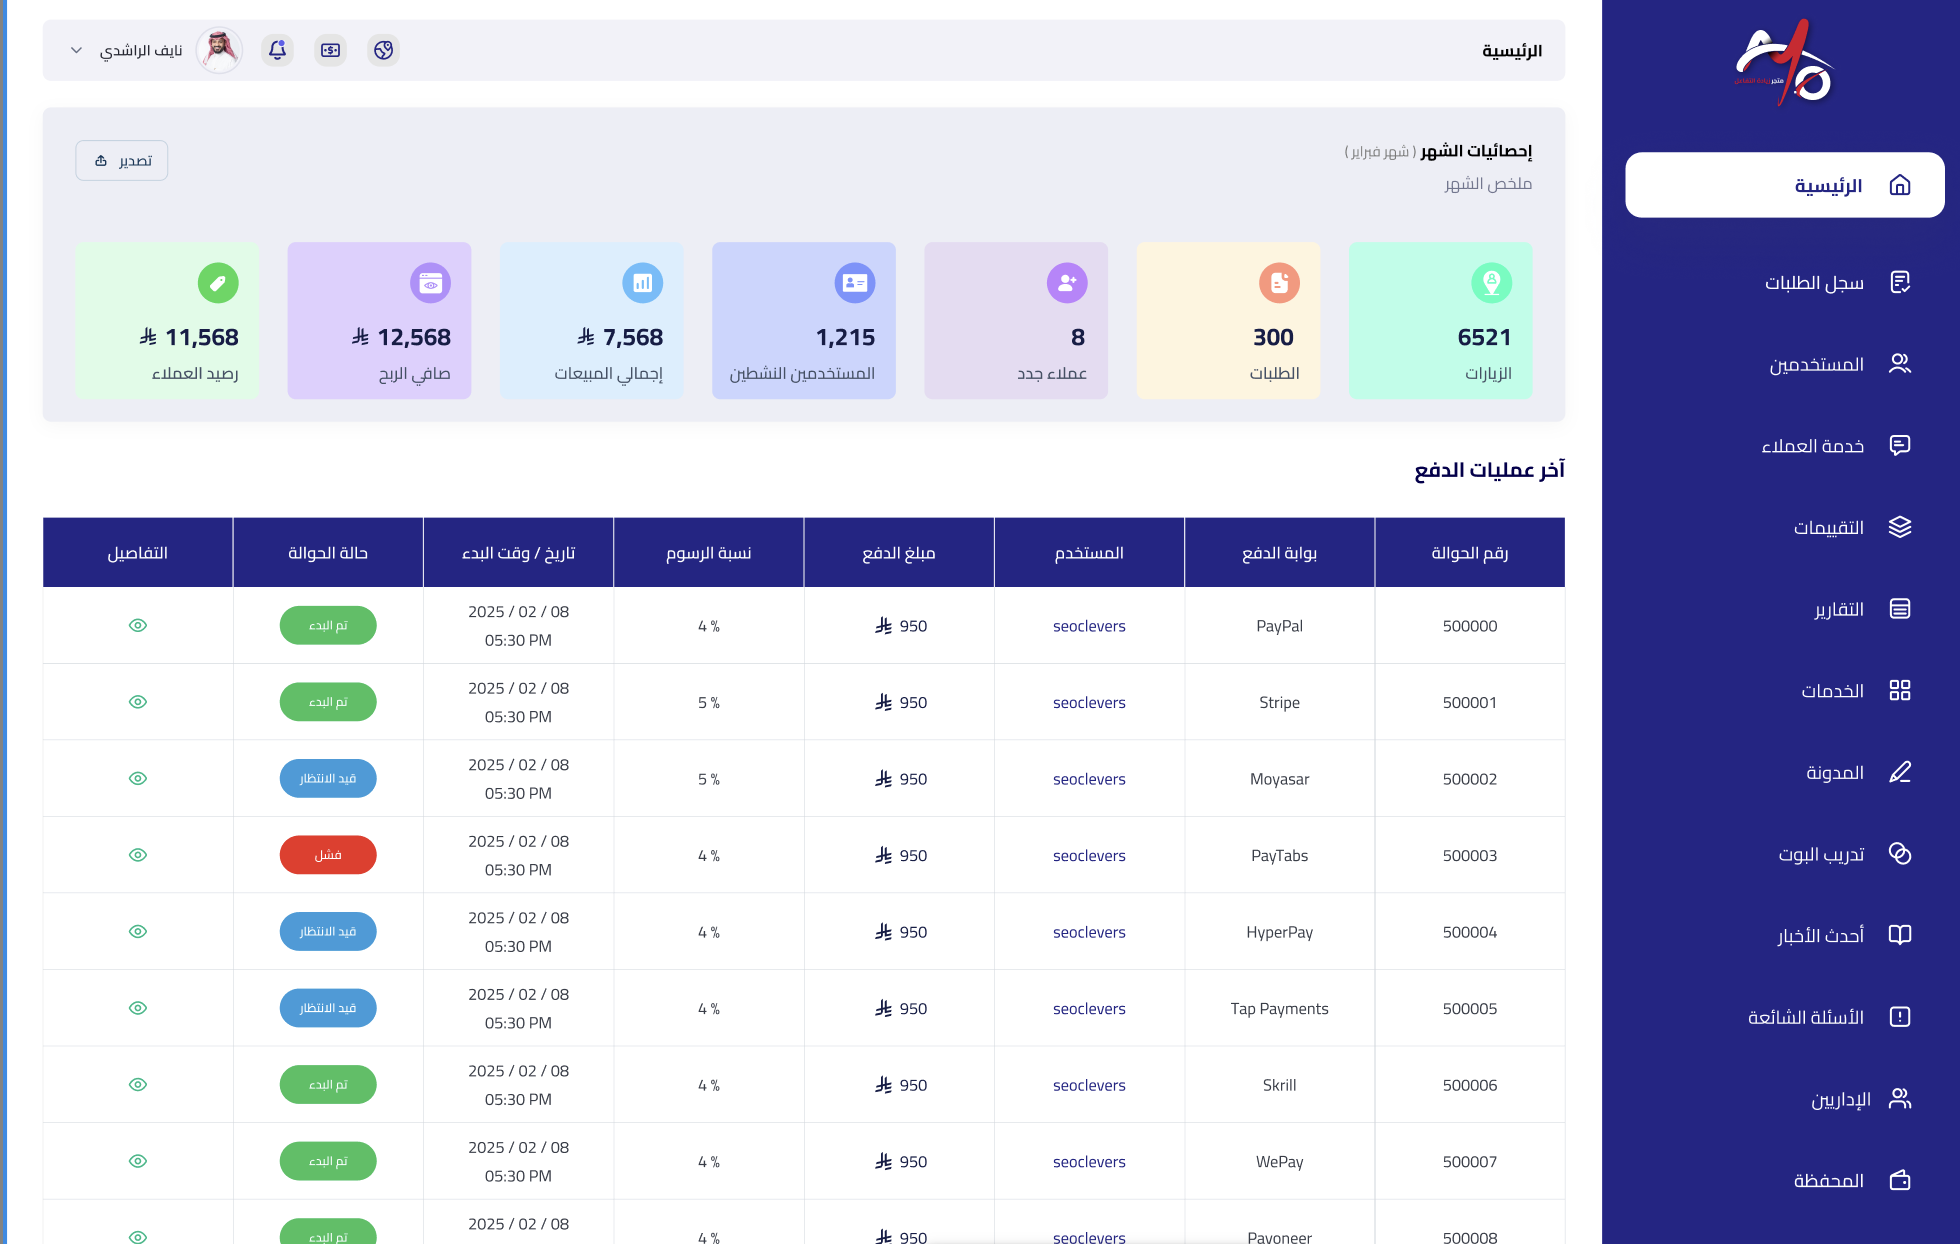 الرئيسية
نايف الراشدي
إحصائيات الشهر ( شهر فبراير )
ملخص الشهر
تصدير
6521
الزيارات
300
الطلبات
8
عملاء جدد
1,215
المستخدمين النشطين
7,568
إجمالي المبيعات
12,568
صافي الربح
11,568
رصيد العملاء
آخر عمليات الدفع
رقم الحوالة بوابة الدفع المستخدم مبلغ الدفع نسبة الرسوم تاريخ / وقت البدء حالة الحوالة التفاصيل
500000 PayPal seoclevers 950 4 % 2025 / 02 / 08 تم البدء
05:30 PM
500001 Stripe seoclevers 950 5 % 2025 / 02 / 08 تم البدء
05:30 PM
500002 Moyasar seoclevers 950 5 % 2025 / 02 / 08 قيد الانتظار
05:30 PM
500003 PayTabs seoclevers 950 4 % 2025 / 02 / 08 فشل
05:30 PM
500004 HyperPay seoclevers 950 4 % 2025 / 02 / 08 قيد الانتظار
05:30 PM
500005 Tap Payments seoclevers 950 4 % 2025 / 02 / 08 قيد الانتظار
05:30 PM
500006 Skrill seoclevers 950 4 % 2025 / 02 / 08 تم البدء
05:30 PM
500007 WePay seoclevers 950 4 % 2025 / 02 / 08 تم البدء
05:30 PM
500008 Payoneer seoclevers 950 4 % 2025 / 02 / 08 تم البدء
الرئيسية
سجل الطلبات
المستخدمين
خدمة العملاء
التقييمات
التقارير
الخدمات
المدونة
تدريب البوت
أحدث الأخبار
الأسئلة الشائعة
الإداريين
المحفظة